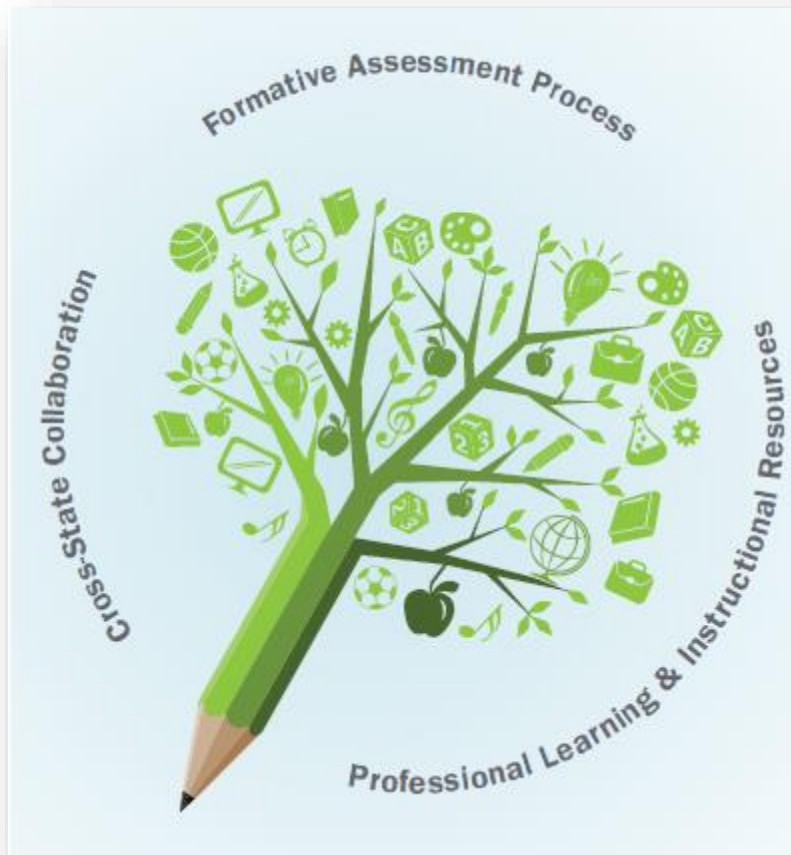 Formative Assessment Process
Cross-State Collaboration
Professional Learning & Instructional Resources